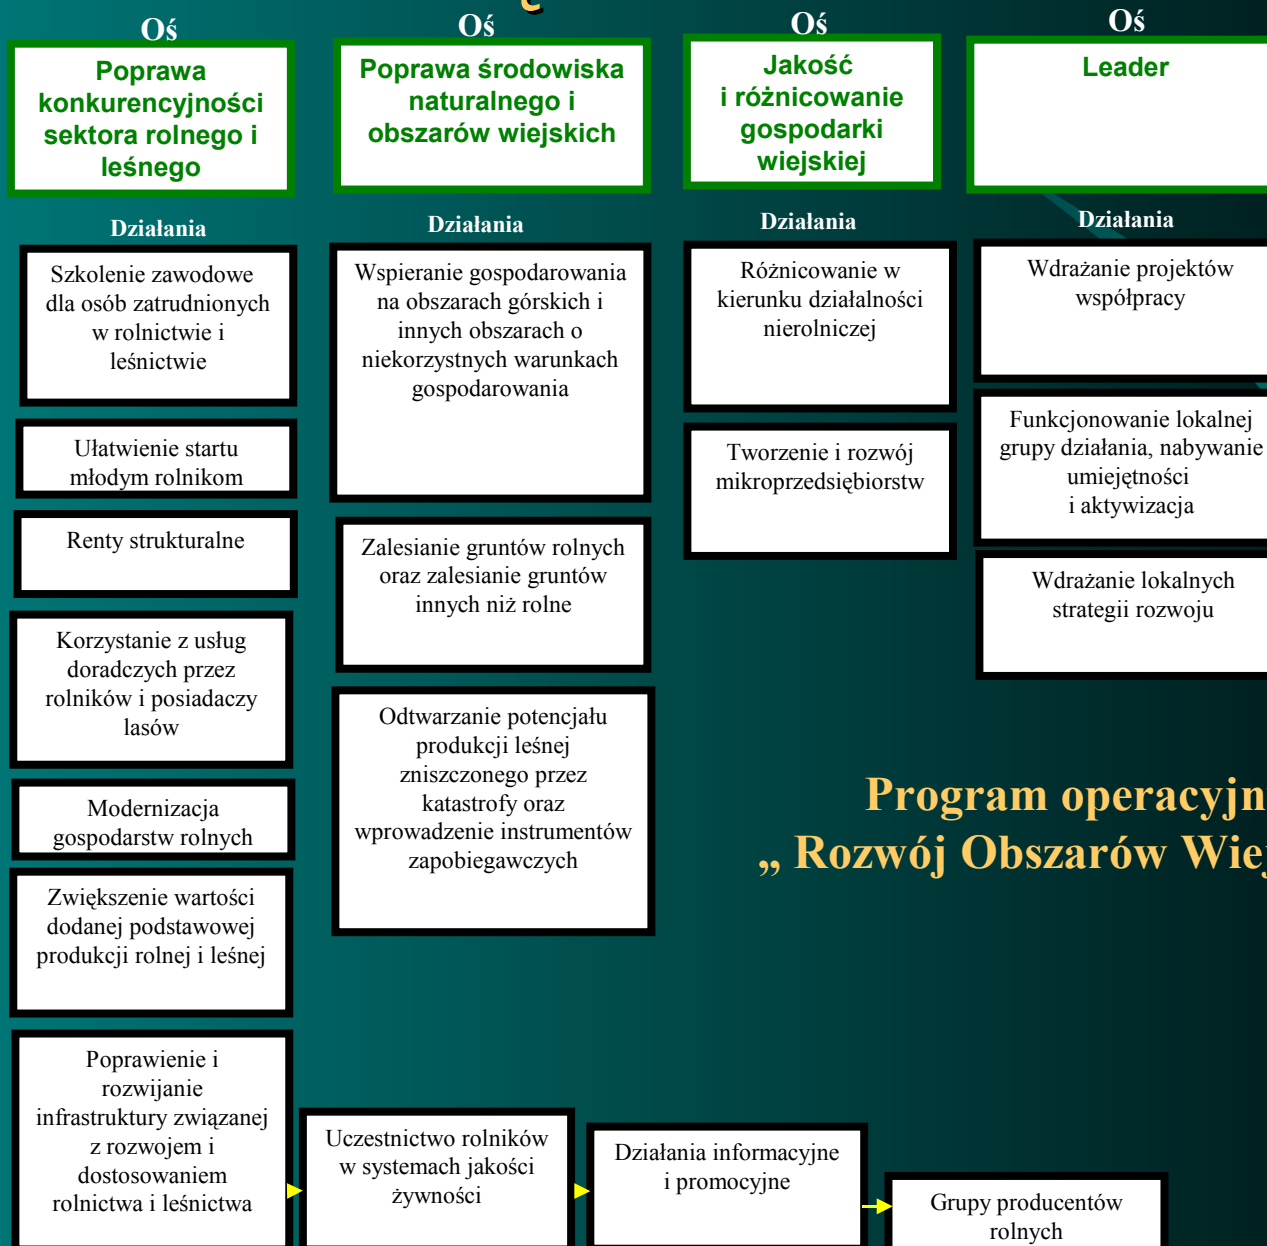 Oś
Poprawa
konkurencyjności
sektora rolnego i
leśnego
Działania
Szkolenie zawodowe
dla osób zatrudnionych
w rolnictwie i
leśnictwie
Ułatwienie startu
młodym rolnikom
Renty strukturalne
Korzystanie z usług
doradczych przez
rolników i posiadaczy
lasów
Modernizacja
gospodarstw rolnych
Zwiększenie wartości
dodanej podstawowej
produkcji rolnej i leśnej
Poprawienie i
rozwijanie
infrastruktury związanej
z rozwojem i
dostosowaniem
rolnictwa i leśnictwa
Uczestnictwo rolników
w systemach jakości
żywności
Działania informacyjne
i promocyjne
Grupy producentów
rolnych
Oś
Poprawa środowiska
naturalnego i
obszarów wiejskich
Działania
Wspieranie gospodarowania
na obszarach górskich i
innych obszarach o
niekorzystnych warunkach
gospodarowania
Zalesianie gruntów rolnych
oraz zalesianie gruntów
innych niż rolne
Odtwarzanie potencjału
produkcji leśnej
zniszczonego przez
katastrofy oraz
wprowadzenie instrumentów
zapobiegawczych
Oś
Jakość
i różnicowanie
gospodarki
wiejskiej
Działania
Różnicowanie w
kierunku działalności
nierolniczej
Tworzenie i rozwój
mikroprzedsiębiorstw
Oś
Leader
Działania
Wdrażanie projektów
współpracy
Funkcjonowanie lokalnej
grupy działania, nabywanie
umiejętności
i aktywizacja
Wdrażanie lokalnych
strategii rozwoju
Program operacyjn
„ Rozwój Obszarów Wiej